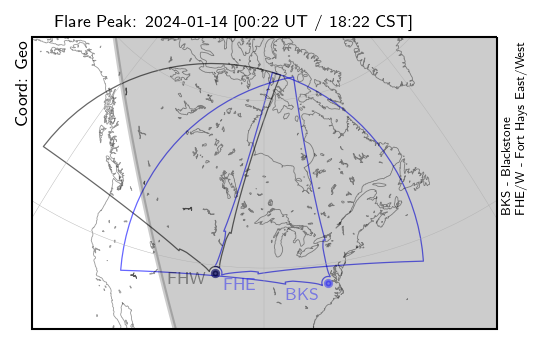 Flare Peak: 2024-01-14 [00:22 UT / 18:22 CST]
Coord: Geo
BKS - Blackstone
FHE/W - Fort Hays East/West
FHW
FHE
BKS